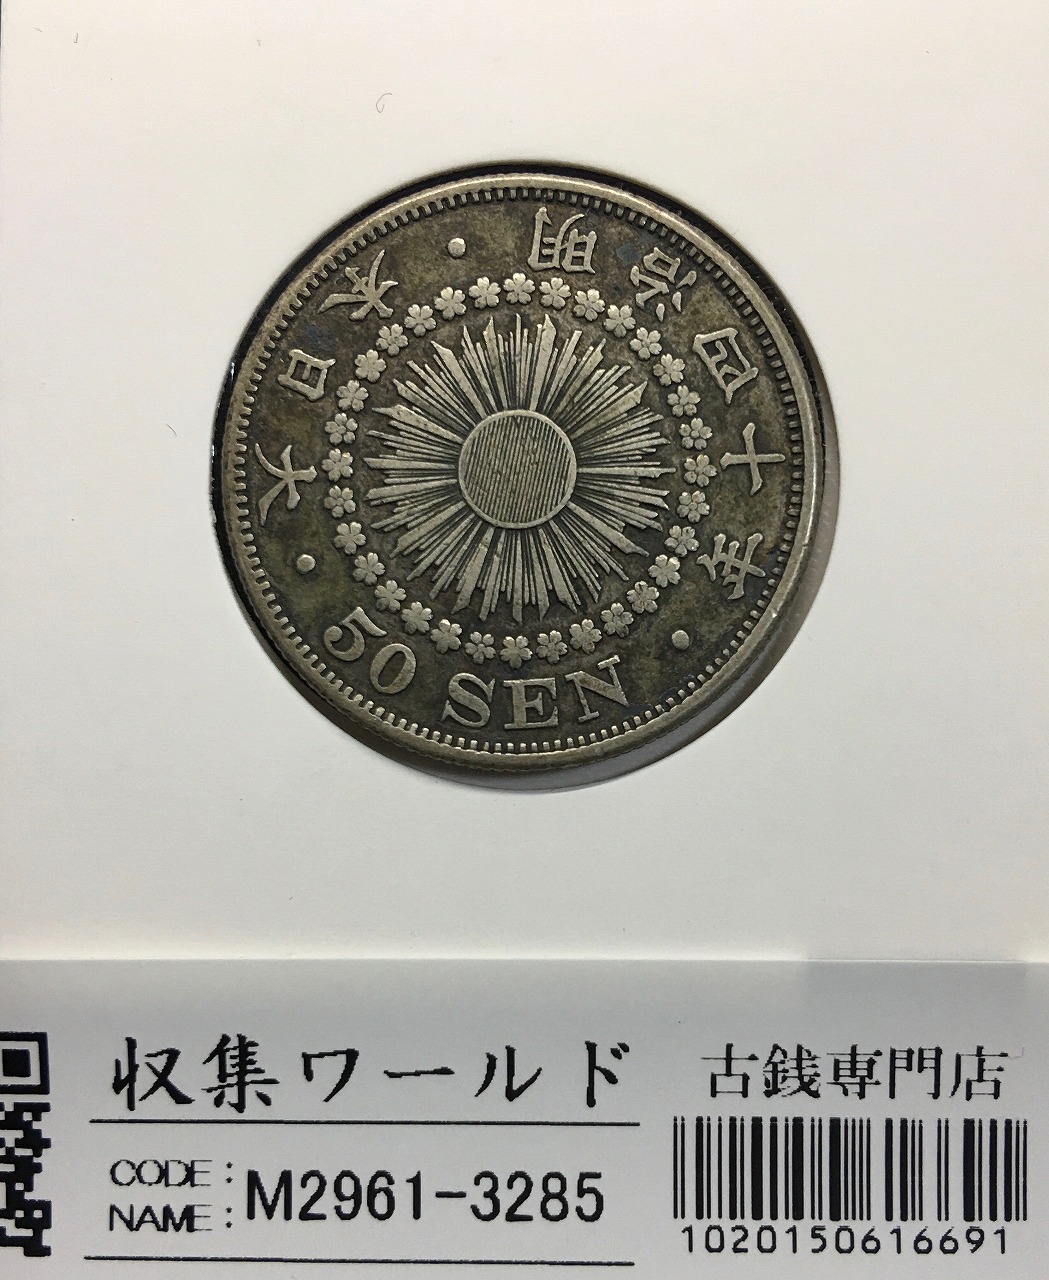 大日本・明治四十年・50 SEN・
収集ワールド
古銭専門店
CODE:
NAME:
M2961-3285
1020150616691